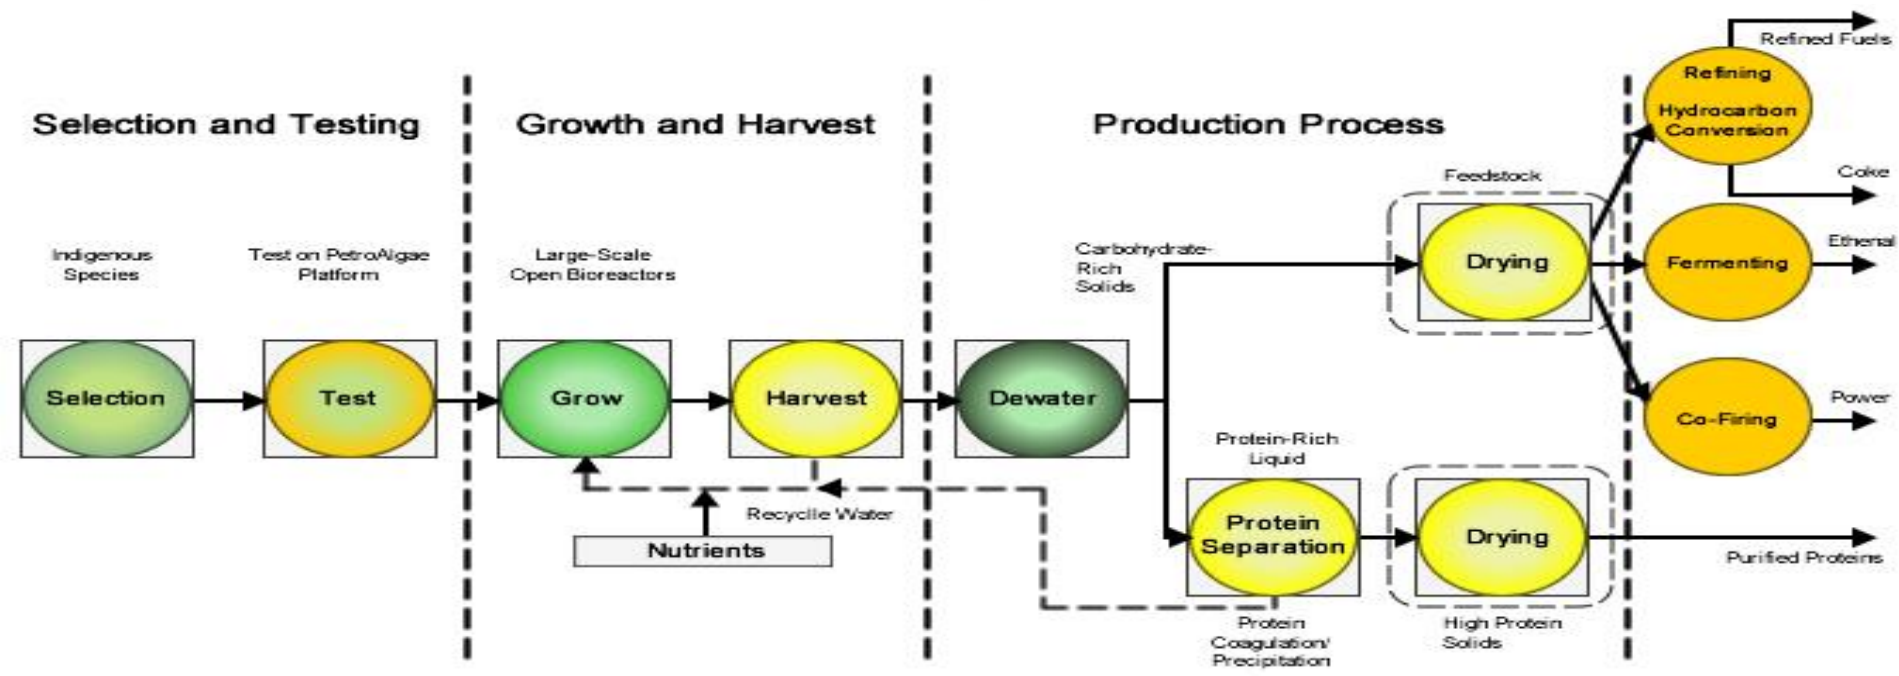 Refined Fuels
Refining
Hydrocarbon
Conversion
Selection and Testing
Growth and Harvest
Production Process
Coke
Feedstock
Indigenous
Species
Test on PetroAlgae
Platform
Large-Scale
Open Bioreactors
Carbohydrate-
Rich
Solids
Drying
Fermenting
Ethenal
Selection
Test
Grow
Harvest
Dewater
Co-Firing
Power
Protein-Rich
Liquid
Recyclle Water
Nutrients
Protein
Separation
Drying
Purified Proteins
Protein
Coagulation/
Precipitation
High Protein
Solids